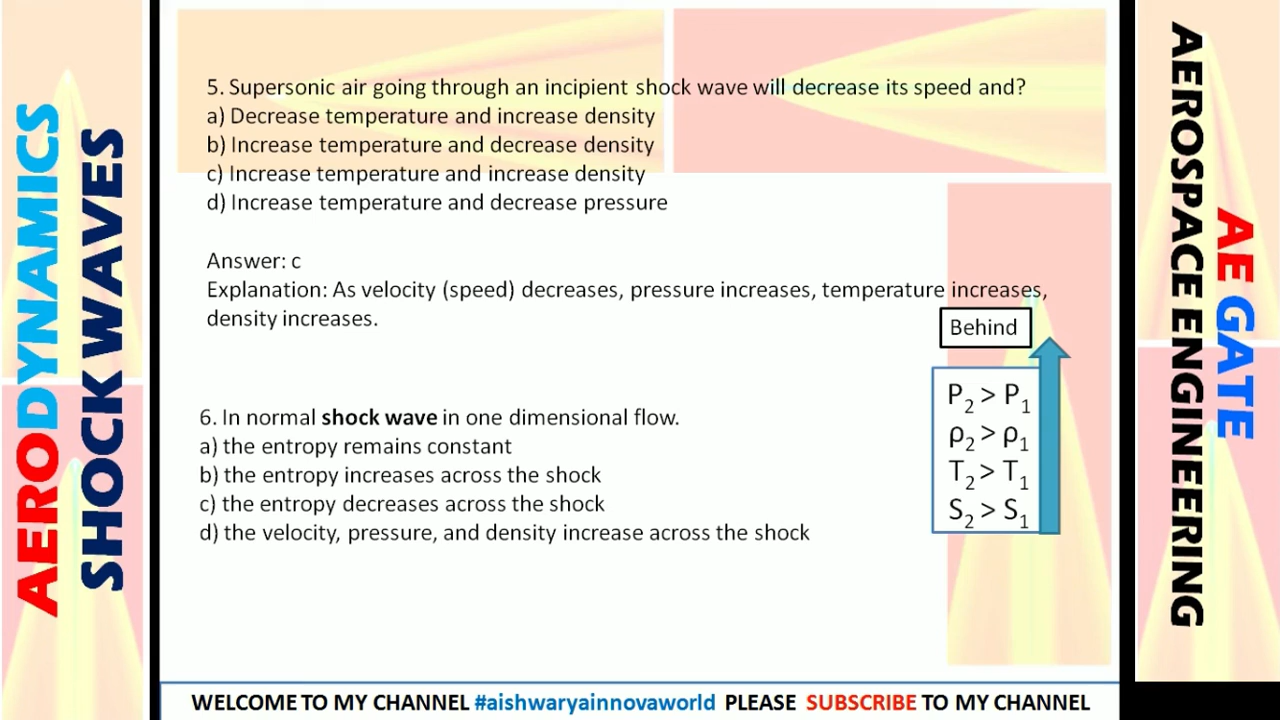 AERODYNAMICS
SHOCK WAVES
5. Supersonic air going through an incipient shock wave will decrease its speed and?
a) Decrease temperature and increase density
b) Increase temperature and decrease density
c) Increase temperature and increase density
d) Increase temperature and decrease pressure
Answer: c
Explanation: As velocity (speed) decreases, pressure increases, temperature increases,
density increases.
Behind
P₂ > P₁
ρ₂ > ρ₁
T₂ > T₁
S₂ > S₁
6. In normal shock wave in one dimensional flow.
a) the entropy remains constant
b) the entropy increases across the shock
c) the entropy decreases across the shock
d) the velocity, pressure, and density increase across the shock
AEROSPACE ENGINEERING
AE GATE
WELCOME TO MY CHANNEL #aishwaryainnovaworld PLEASE SUBSCRIBE TO MY CHANNEL